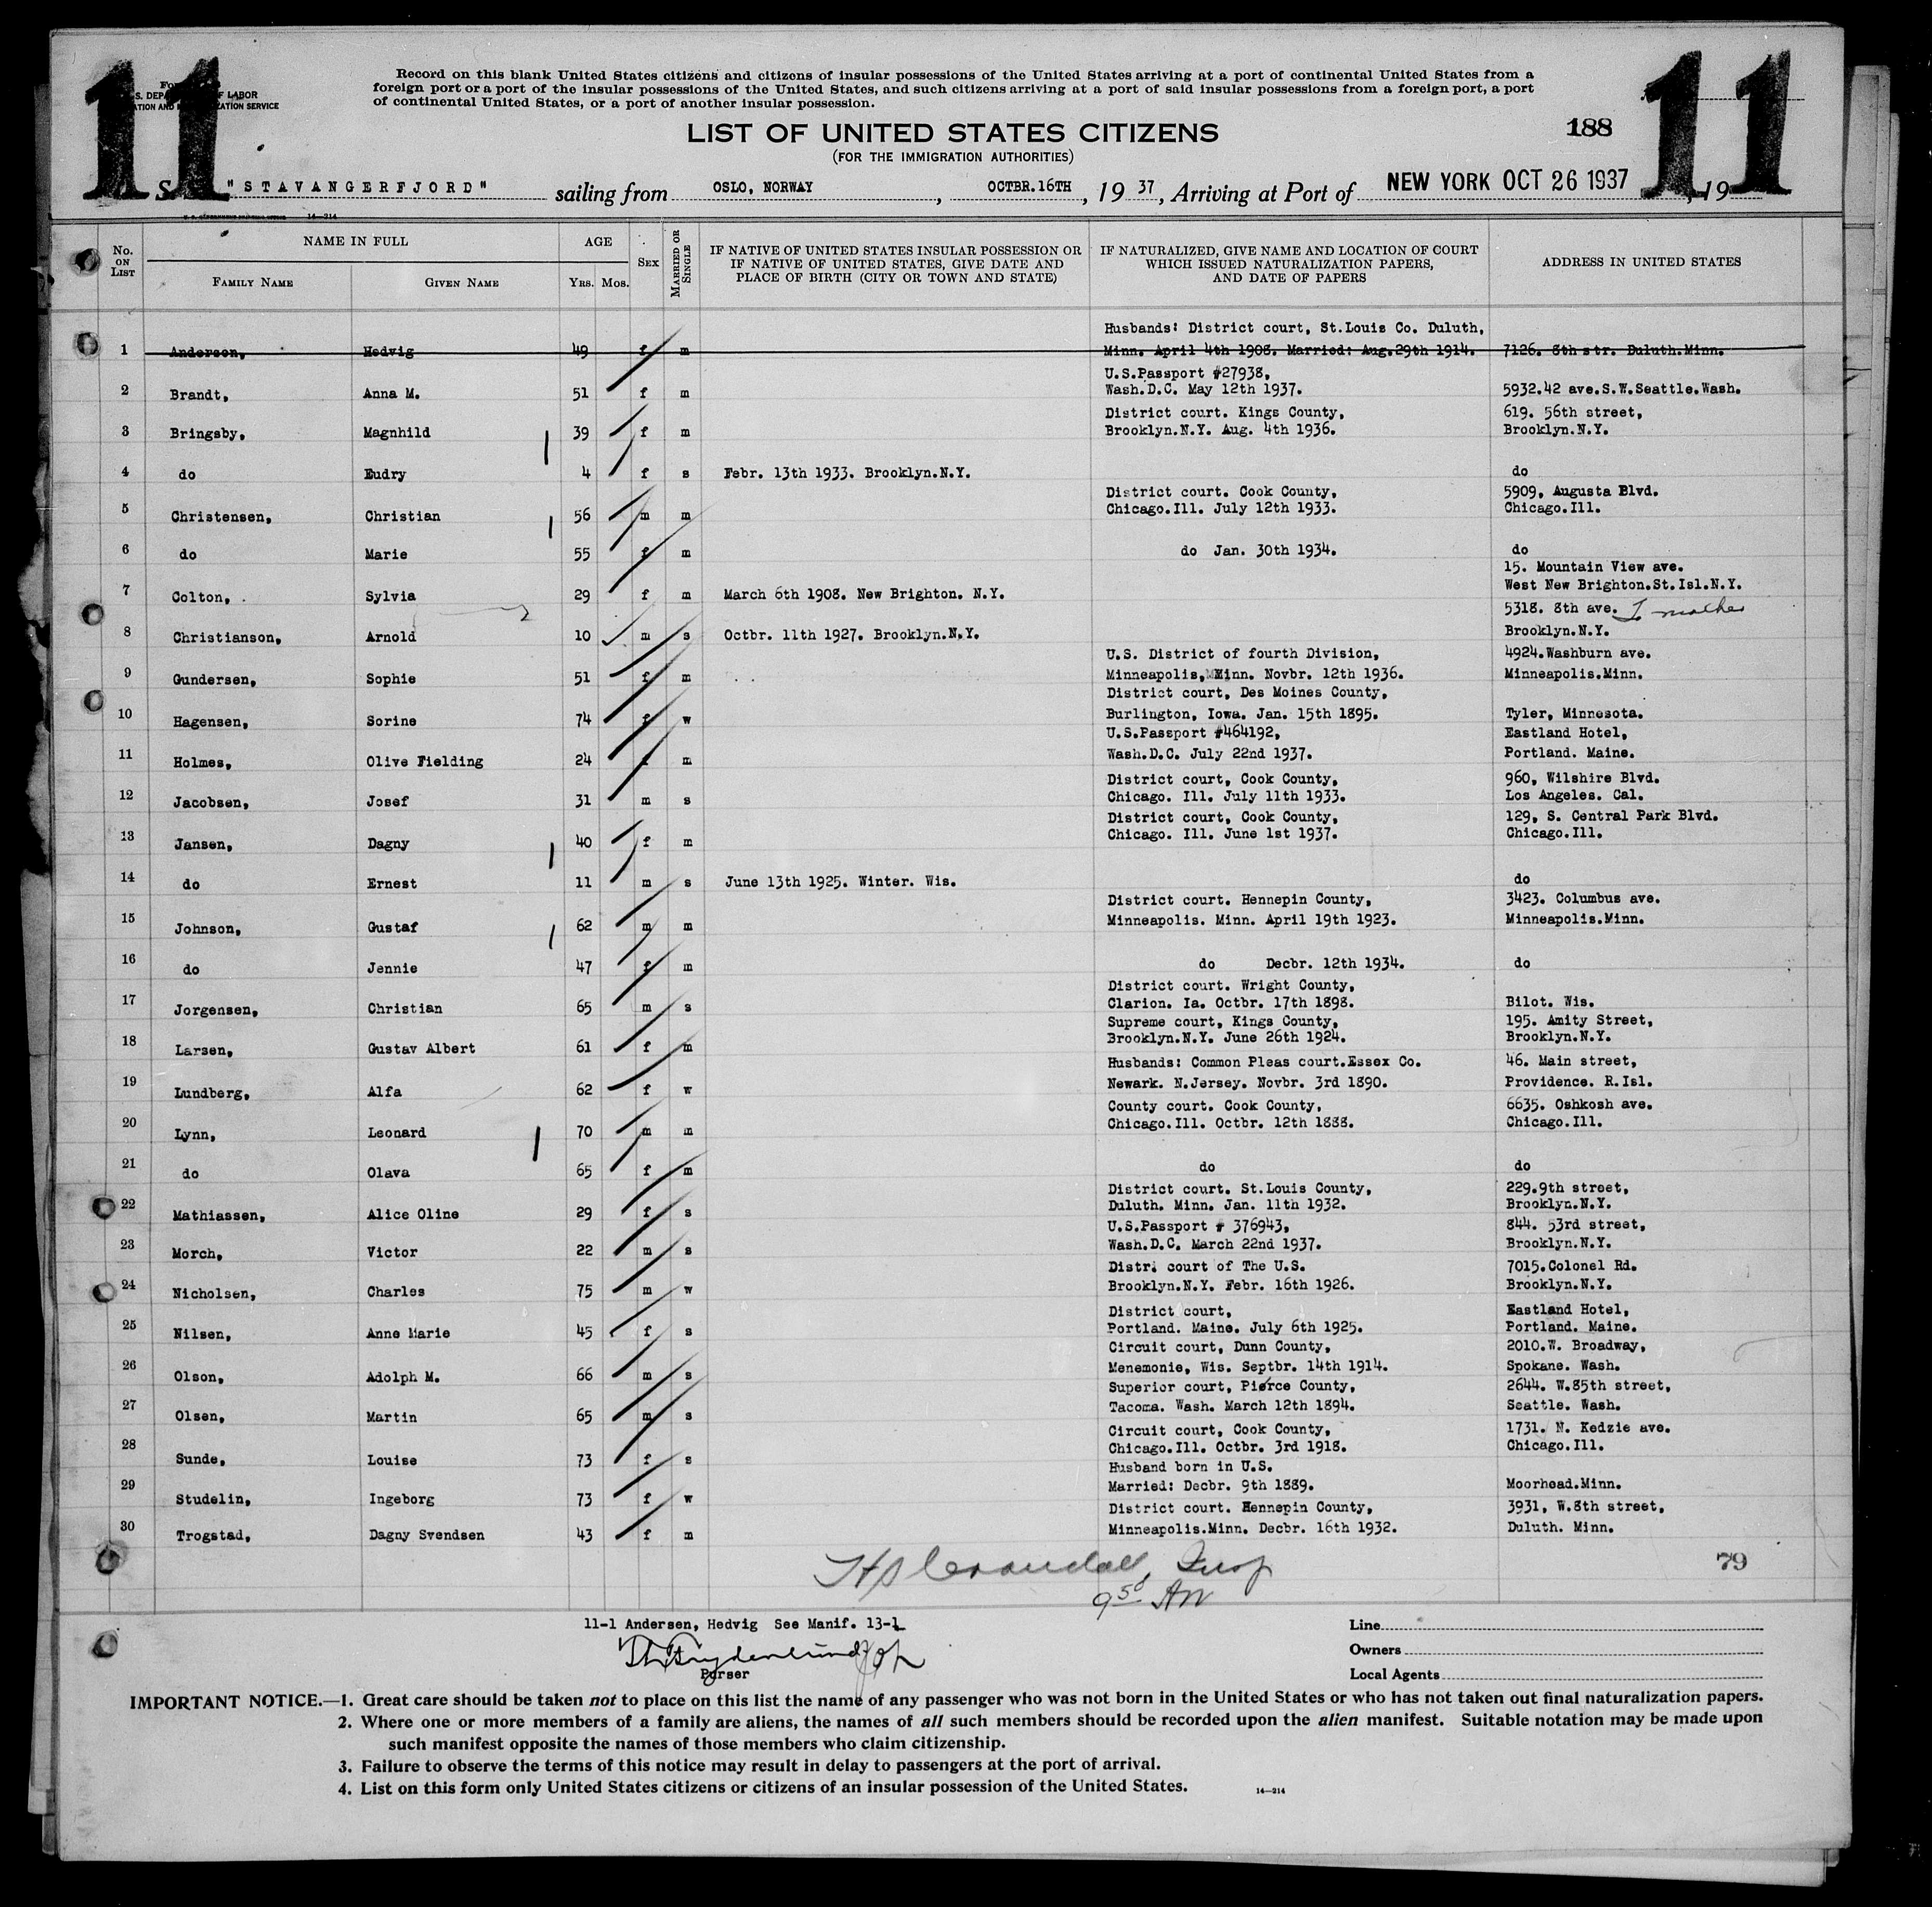 11
11
Record on this blank United States citizens and citizens of insular possessions of the United States arriving at a port of continental United States from a
foreign port or a port of the insular possessions of the United States, and such citizens arriving at a port of said insular possessions from a foreign port, a port
of continental United States, or a port of another insular possession.
LIST OF UNITED STATES CITIZENS
188
(FOR THE IMMIGRATION AUTHORITIES)
S "STAVANGERFJORD" sailing from OSLO, NORWAY, OCTBR.16TH, 1937, Arriving at Port of NEW YORK OCT 26 1937, 19
14—214
No. ON LIST
NAME IN FULL
FAMILY NAME GIVEN NAME
AGE
YRS. MOS.
SEX
MARRIED OR SINGLE
IF NATIVE OF UNITED STATES INSULAR POSSESSION OR
IF NATIVE OF UNITED STATES, GIVE DATE AND
PLACE OF BIRTH (CITY OR TOWN AND STATE)
IF NATURALIZED, GIVE NAME AND LOCATION OF COURT
WHICH ISSUED NATURALIZATION PAPERS,
AND DATE OF PAPERS
ADDRESS IN UNITED STATES
Husbands: District court, St.Louis Co. Duluth,
1 Andersen, Hedvig 49 f m Minn. April 4th 1908. Married: Aug.29th 1914. 7126. 8th str. Duluth.Minn.
U.S.Passport #27938,
2 Brandt, Anna M. 51 f m Wash.D.C. May 12th 1937. 5932.42 ave.S.W.Seattle.Wash.
District court. Kings County, 619. 56th street,
3 Bringsby, Magnhild 39 f m Brooklyn.N.Y. Aug. 4th 1936. Brooklyn.N.Y.
4 do Eudry 4 f s Febr. 13th 1933. Brooklyn.N.Y. do
District court. Cook County, 5909, Augusta Blvd.
5 Christensen, Christian 56 m m Chicago.Ill. July 12th 1933. Chicago.Ill.
6 do Marie 55 f m do Jan. 30th 1934. do
15. Mountain View ave.
West New Brighton.St.Isl.N.Y.
7 Colton, Sylvia 29 f m March 6th 1908. New Brighton. N.Y.
5318. 8th ave. mother
8 Christianson, Arnold 10 m s Octbr. 11th 1927. Brooklyn.N.Y. Brooklyn.N.Y.
U.S. District of fourth Division, 4924.Washburn ave.
9 Gundersen, Sophie 51 f m Minneapolis, Minn. Novbr. 12th 1936. Minneapolis.Minn.
District court, Des Moines County,
10 Hagensen, Sorine 74 f w Burlington, Iowa. Jan. 15th 1895. Tyler, Minnesota.
U.S.Passport #464192, Eastland Hotel,
11 Holmes, Olive Fielding 24 f m Wash.D.C. July 22nd 1937. Portland. Maine.
District court, Cook County, 960, Wilshire Blvd.
12 Jacobsen, Josef 31 m s Chicago. Ill. July 11th 1933. Los Angeles. Cal.
District court, Cook County, 129, S. Central Park Blvd.
13 Jansen, Dagny 40 f m Chicago. Ill. June 1st 1937. Chicago.Ill.
14 do Ernest 11 m s June 13th 1925. Winter. Wis. do
District court. Hennepin County, 3423. Columbus ave.
15 Johnson, Gustaf 62 m m Minneapolis. Minn. April 19th 1923. Minneapolis.Minn.
16 do Jennie 47 f m do Decbr. 12th 1934. do
District court. Wright County,
17 Jorgensen, Christian 65 m s Clarion. Ia. Octbr. 17th 1898. Bilot. Wis.
Supreme court, Kings County, 195. Amity Street,
18 Larsen, Gustav Albert 61 f m Brooklyn.N.Y. June 26th 1924. Brooklyn.N.Y.
Husbands: Common Pleas court.Essex Co. 46. Main street,
19 Lundberg, Alfa 62 f w Newark. N.Jersey. Novbr. 3rd 1890. Providence. R.Isl.
County court. Cook County, 6635. Oshkosh ave.
20 Lynn, Leonard 70 m m Chicago.Ill. Octbr. 12th 1888. Chicago.Ill.
21 do Olava 65 f m do do
District court. St.Louis County, 229.9th street,
22 Mathiassen, Alice Oline 29 f s Duluth. Minn. Jan. 11th 1932. Brooklyn.N.Y.
U.S.Passport # 376943, 844. 53rd street,
23 Morch, Victor 22 m s Wash.D.C. March 22nd 1937. Brooklyn.N.Y.
Distr. court of The U.S. 7015.Colonel Rd.
24 Nicholsen, Charles 75 m w Brooklyn.N.Y. Febr. 16th 1926. Brooklyn.N.Y.
District court, Eastland Hotel,
25 Nilsen, Anne Marie 45 f s Portland. Maine. July 6th 1925. Portland. Maine.
Circuit court, Dunn County, 2010.W. Broadway,
26 Olson, Adolph M. 66 m s Menemonie, Wis. Septbr. 14th 1914. Spokane. Wash.
Superior court, Pierce County, 2644. W.85th street,
27 Olsen, Martin 65 m s Tacoma. Wash. March 12th 1894. Seattle. Wash.
Circuit court, Cook County, 1731. N. Kedzie ave.
28 Sunde, Louise 73 f s Chicago.Ill. Octbr. 3rd 1918. Chicago.Ill.
Husband born in U.S.
29 Studelin, Ingeborg 73 f w Married: Decbr. 9th 1889. Moorhead.Minn.
District court. Hennepin County, 3931, W.8th street,
30 Trogstad, Dagny Svendsen 43 f m Minneapolis.Minn. Decbr. 16th 1932. Duluth. Minn.
Crandall, Insp
79
11-1 Andersen, Hedvig See Manif. 13-1
Purser
Line
Owners
Local Agents
IMPORTANT NOTICE.—1. Great care should be taken not to place on this list the name of any passenger who was not born in the United States or who has not taken out final naturalization papers.
2. Where one or more members of a family are aliens, the names of all such members should be recorded upon the alien manifest. Suitable notation may be made upon
such manifest opposite the names of those members who claim citizenship.
3. Failure to observe the terms of this notice may result in delay to passengers at the port of arrival.
4. List on this form only United States citizens or citizens of an insular possession of the United States.
14—214